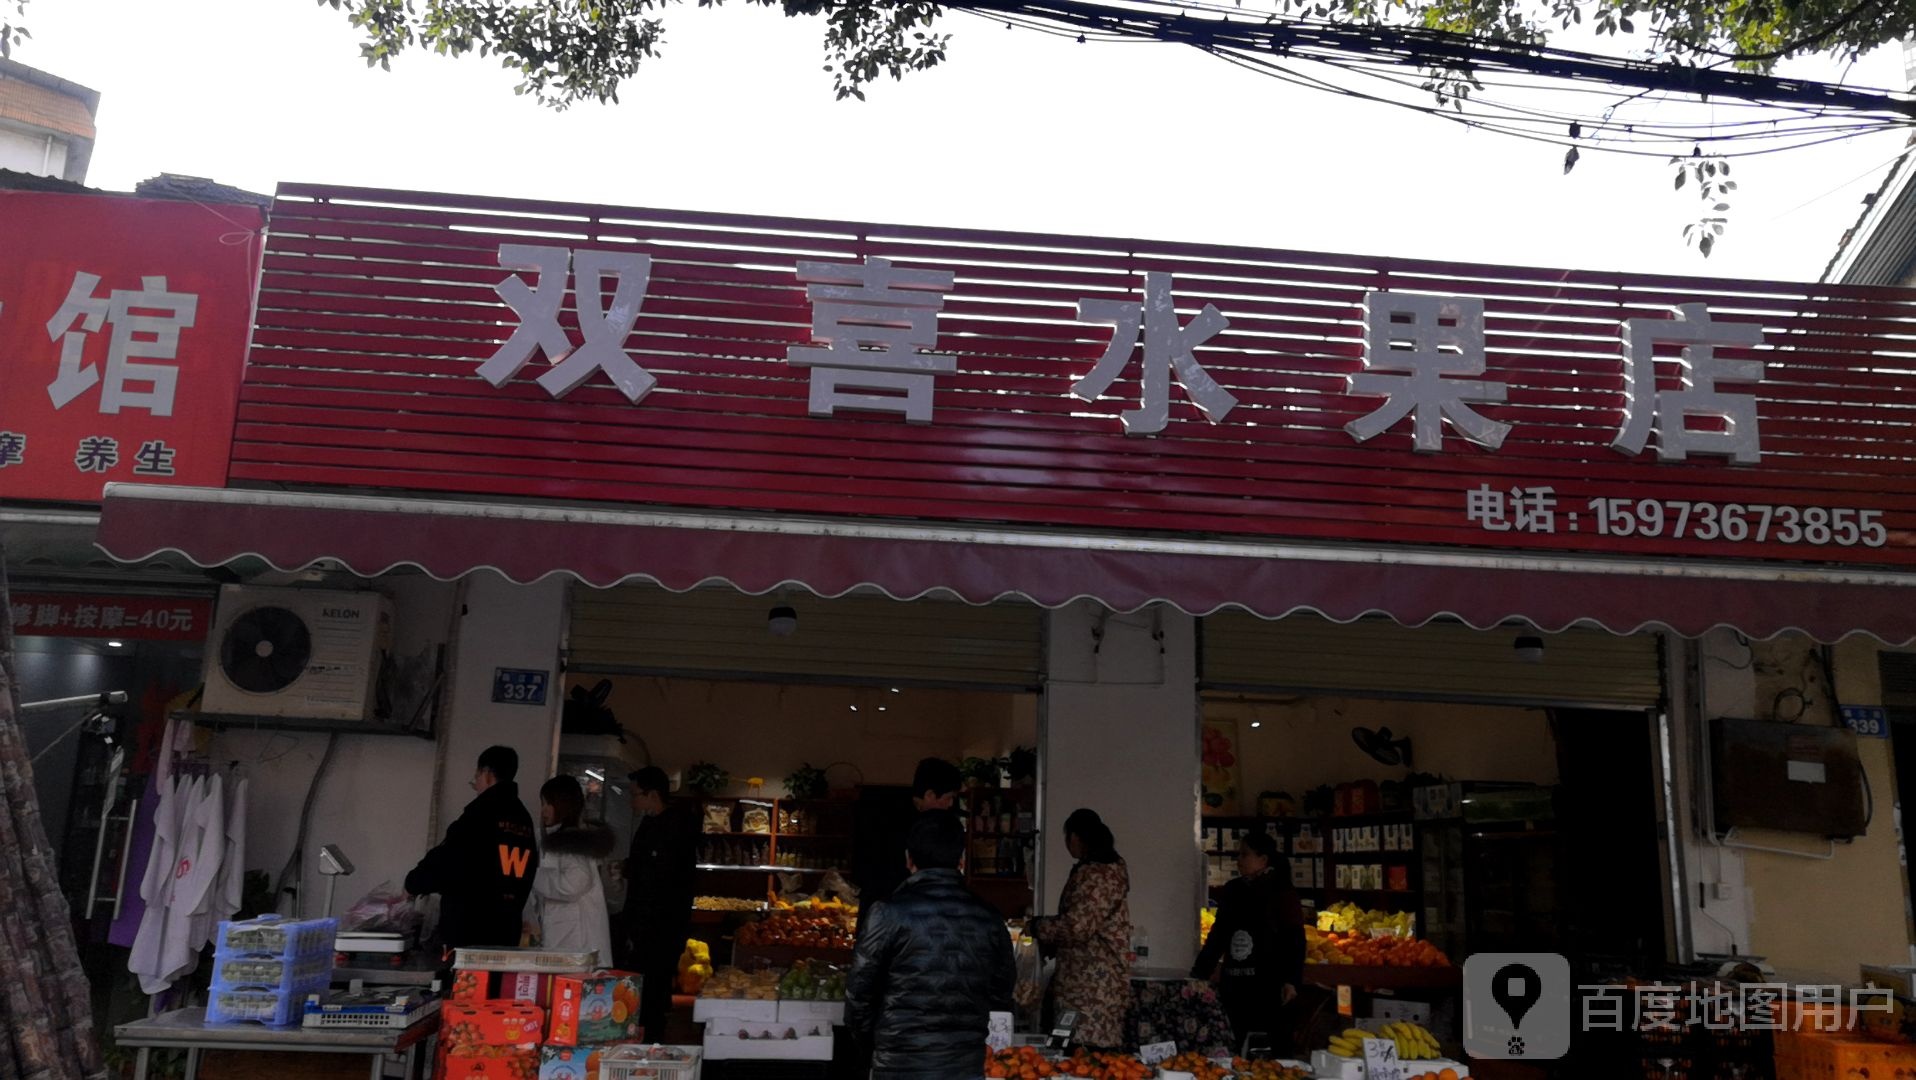 双喜水果店
电话：15973673855
馆
摩 养生
修脚+按摩=40元
KELON
337
339
W
百度地图用户